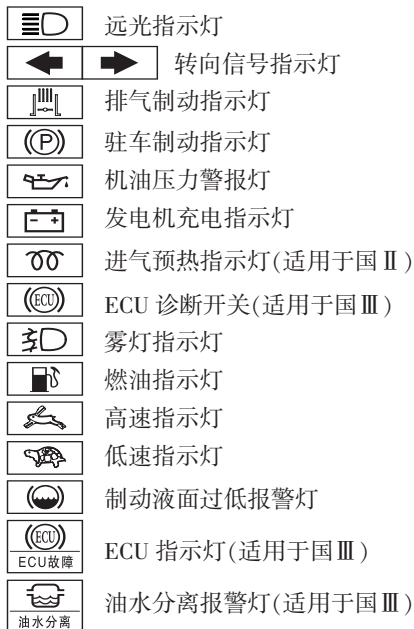 远光指示灯
转向信号指示灯
排气制动指示灯
(P) 驻车制动指示灯
机油压力警报灯
- + 发电机充电指示灯
进气预热指示灯(适用于国Ⅱ)
(ECU) ECU 诊断开关(适用于国Ⅲ)
雾灯指示灯
燃油指示灯
高速指示灯
低速指示灯
制动液面过低报警灯
(ECU)
ECU故障
ECU 指示灯(适用于国Ⅲ)
油水分离
油水分离报警灯(适用于国Ⅲ)